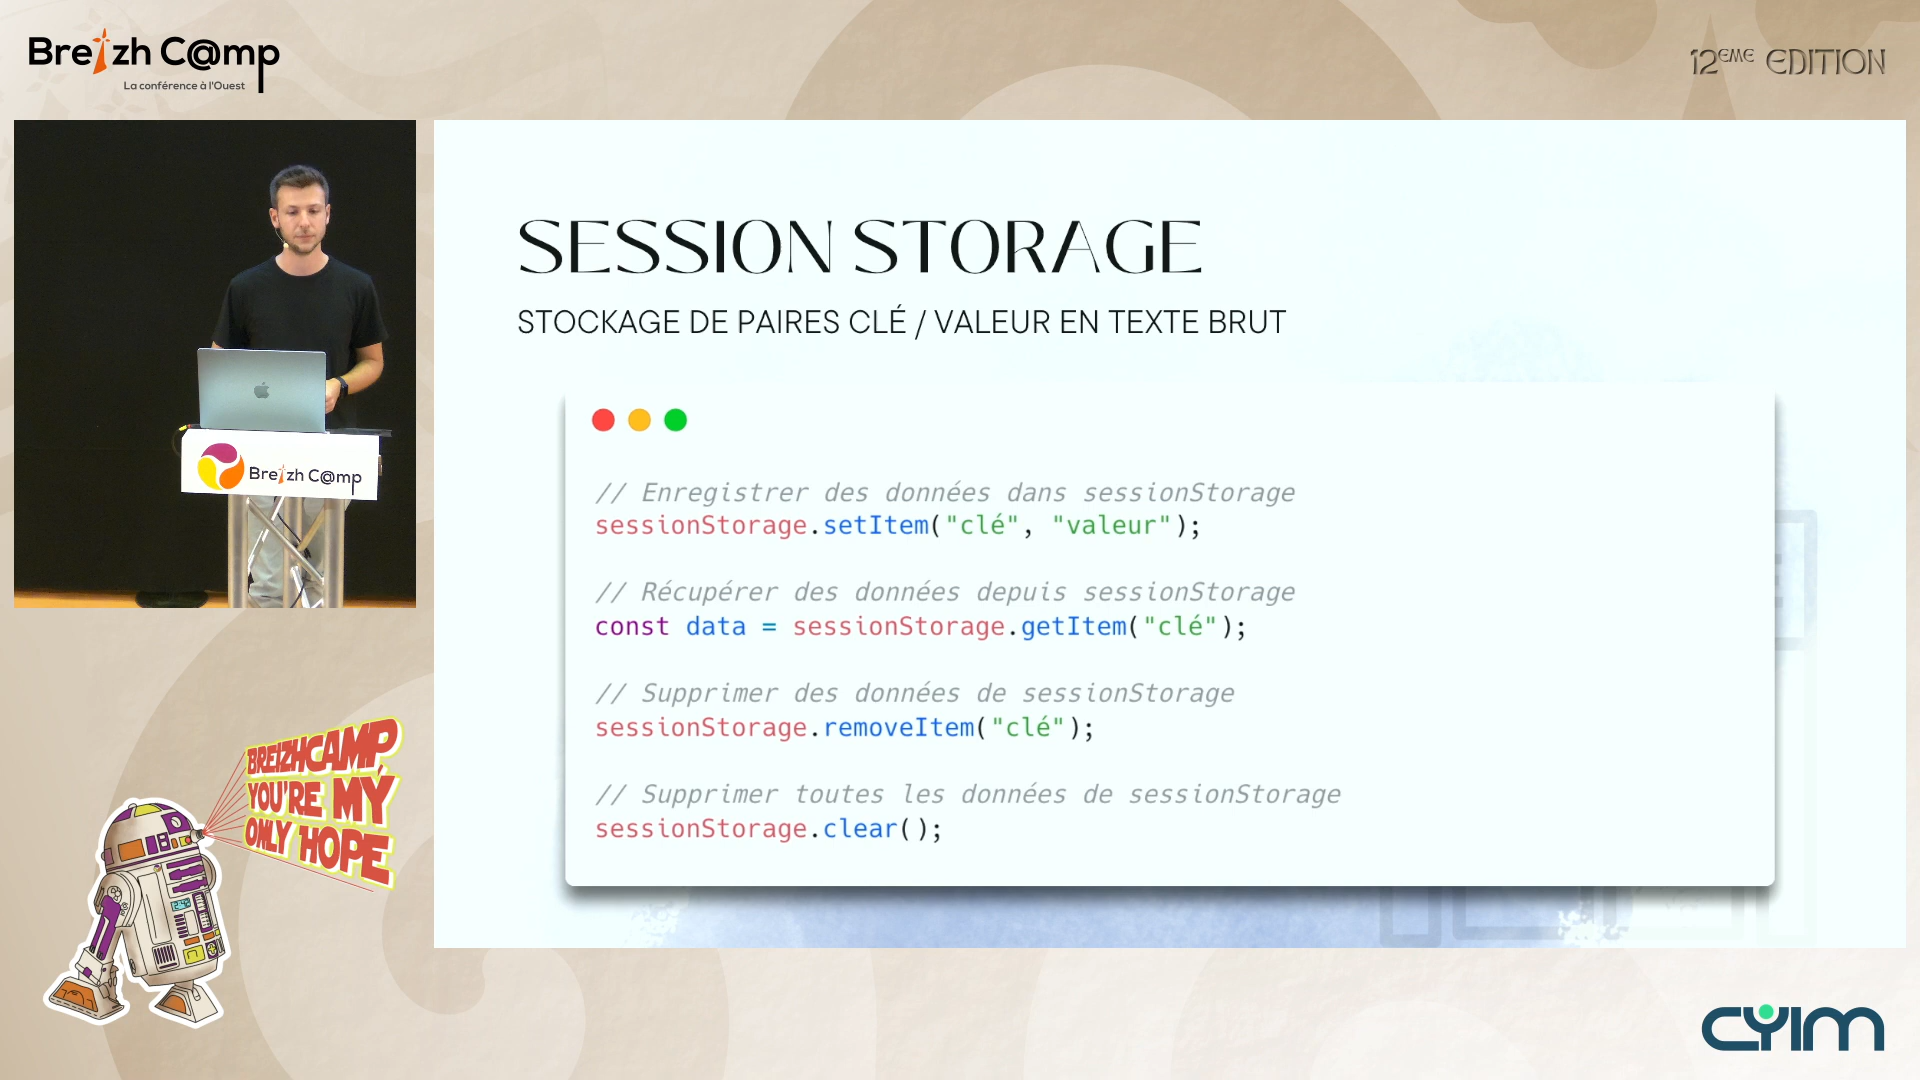 Breizh C@mp
La conférence à l'Ouest
12EME EDITION
SESSION STORAGE
STOCKAGE DE PAIRES CLÉ / VALEUR EN TEXTE BRUT
// Enregistrer des données dans sessionStorage
sessionStorage.setItem("clé", "valeur");
// Récupérer des données depuis sessionStorage
const data = sessionStorage.getItem("clé");
// Supprimer des données de sessionStorage
sessionStorage.removeItem("clé");
// Supprimer toutes les données de sessionStorage
sessionStorage.clear();
Breizh C@mp
BREIZHCAMP
YOU'RE MY
ONLY HOPE
CYIM